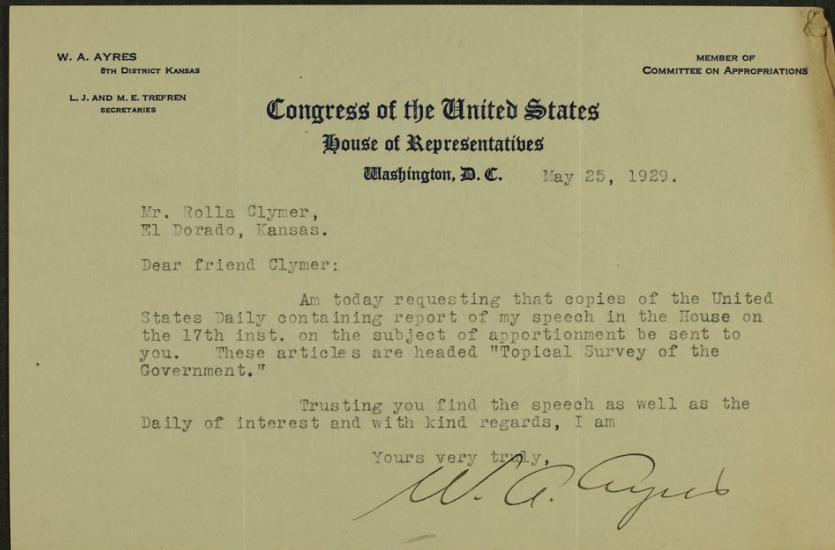 W. A. AYRES
8TH DISTRICT KANSAS
L. J. AND M. E. TREFREN
SECRETARIES
MEMBER OF
COMMITTEE ON APPROPRIATIONS
Congress of the United States
House of Representatives
Washington, D. C. May 25, 1929.
Mr. Rolla Clymer,
El Dorado, Kansas.
Dear friend Clymer:
Am today requesting that copies of the United
States Daily containing report of my speech in the House on
the 17th inst. on the subject of apportionment be sent to
you. These articles are headed "Topical Survey of the
Government."
Trusting you find the speech as well as the
Daily of interest and with kind regards, I am
Yours very truly,
W. A. Ayres